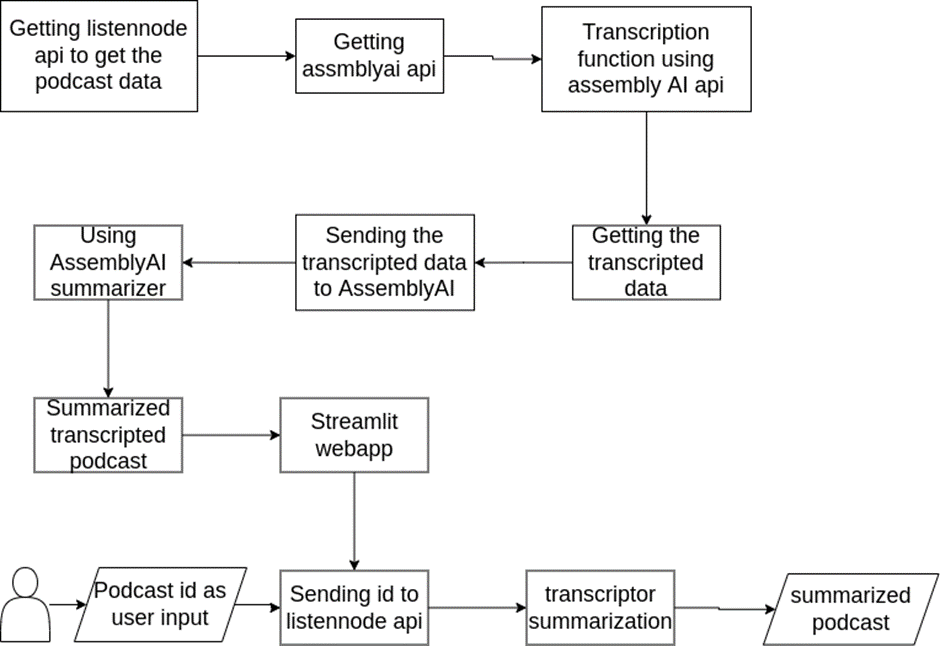 Getting listennode
api to get the
podcast data
Getting
assmblyai api
Transcription
function using
assembly AI api
Using
AssemblyAI
summarizer
Sending the
transcripted data
to AssemblyAI
Getting the
transcripted
data
Summarized
transcripted
podcast
Streamlit
webapp
Podcast id as
user input
Sending id to
listennode api
transcriptor
summarization
summarized
podcast